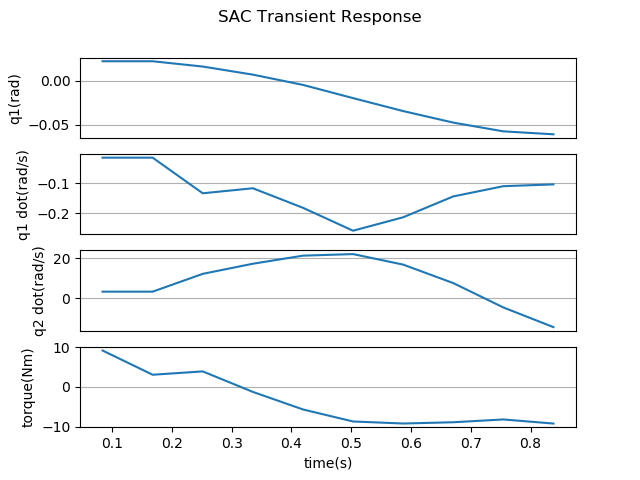 SAC Transient Response
q1(rad)
0.00
−0.05
q1 dot(rad/s)
−0.1
−0.2
q2 dot(rad/s)
20
0
torque(Nm)
10
0
−10
0.1 0.2 0.3 0.4 0.5 0.6 0.7 0.8
time(s)